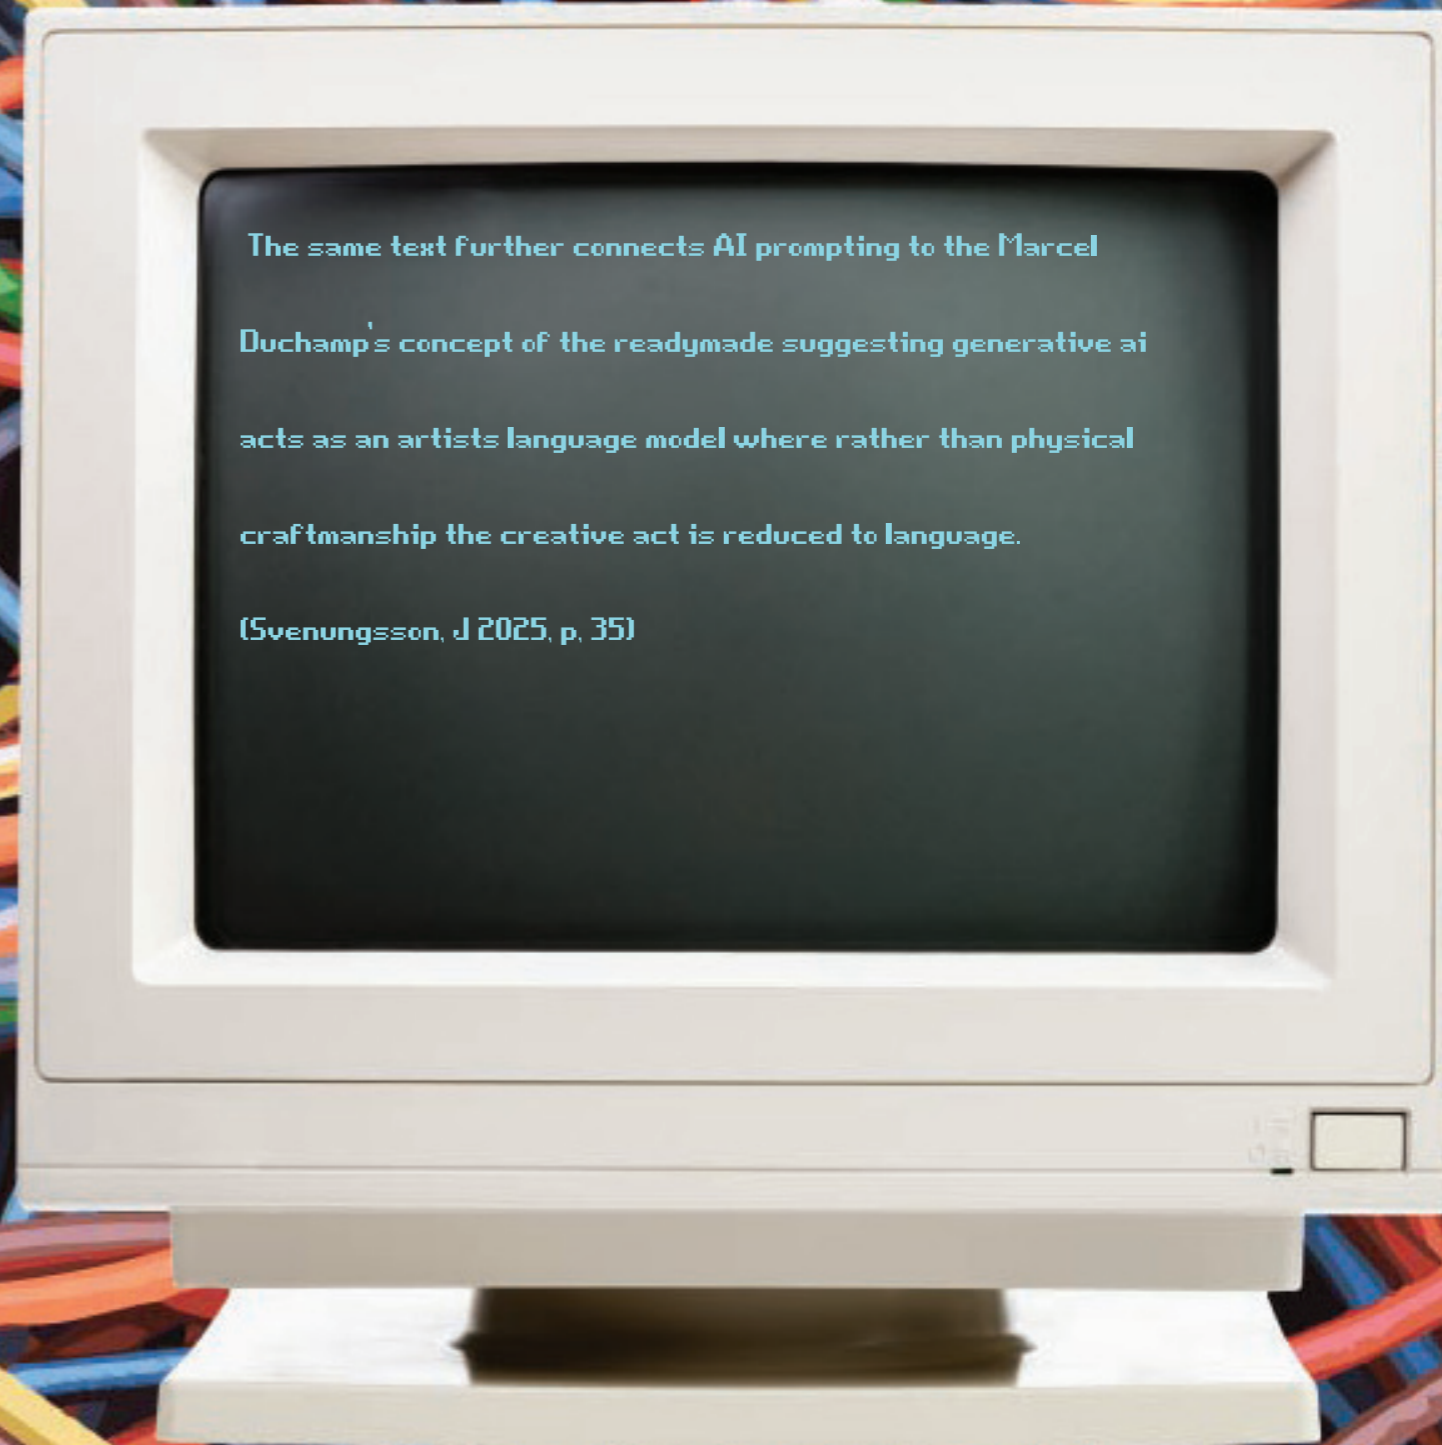 The same text further connects AI prompting to the Marcel
Duchamp's concept of the readymade suggesting generative ai
acts as an artists language model where rather than physical
craftmanship the creative act is reduced to language.
(Svenungsson, J 2025, p, 35)